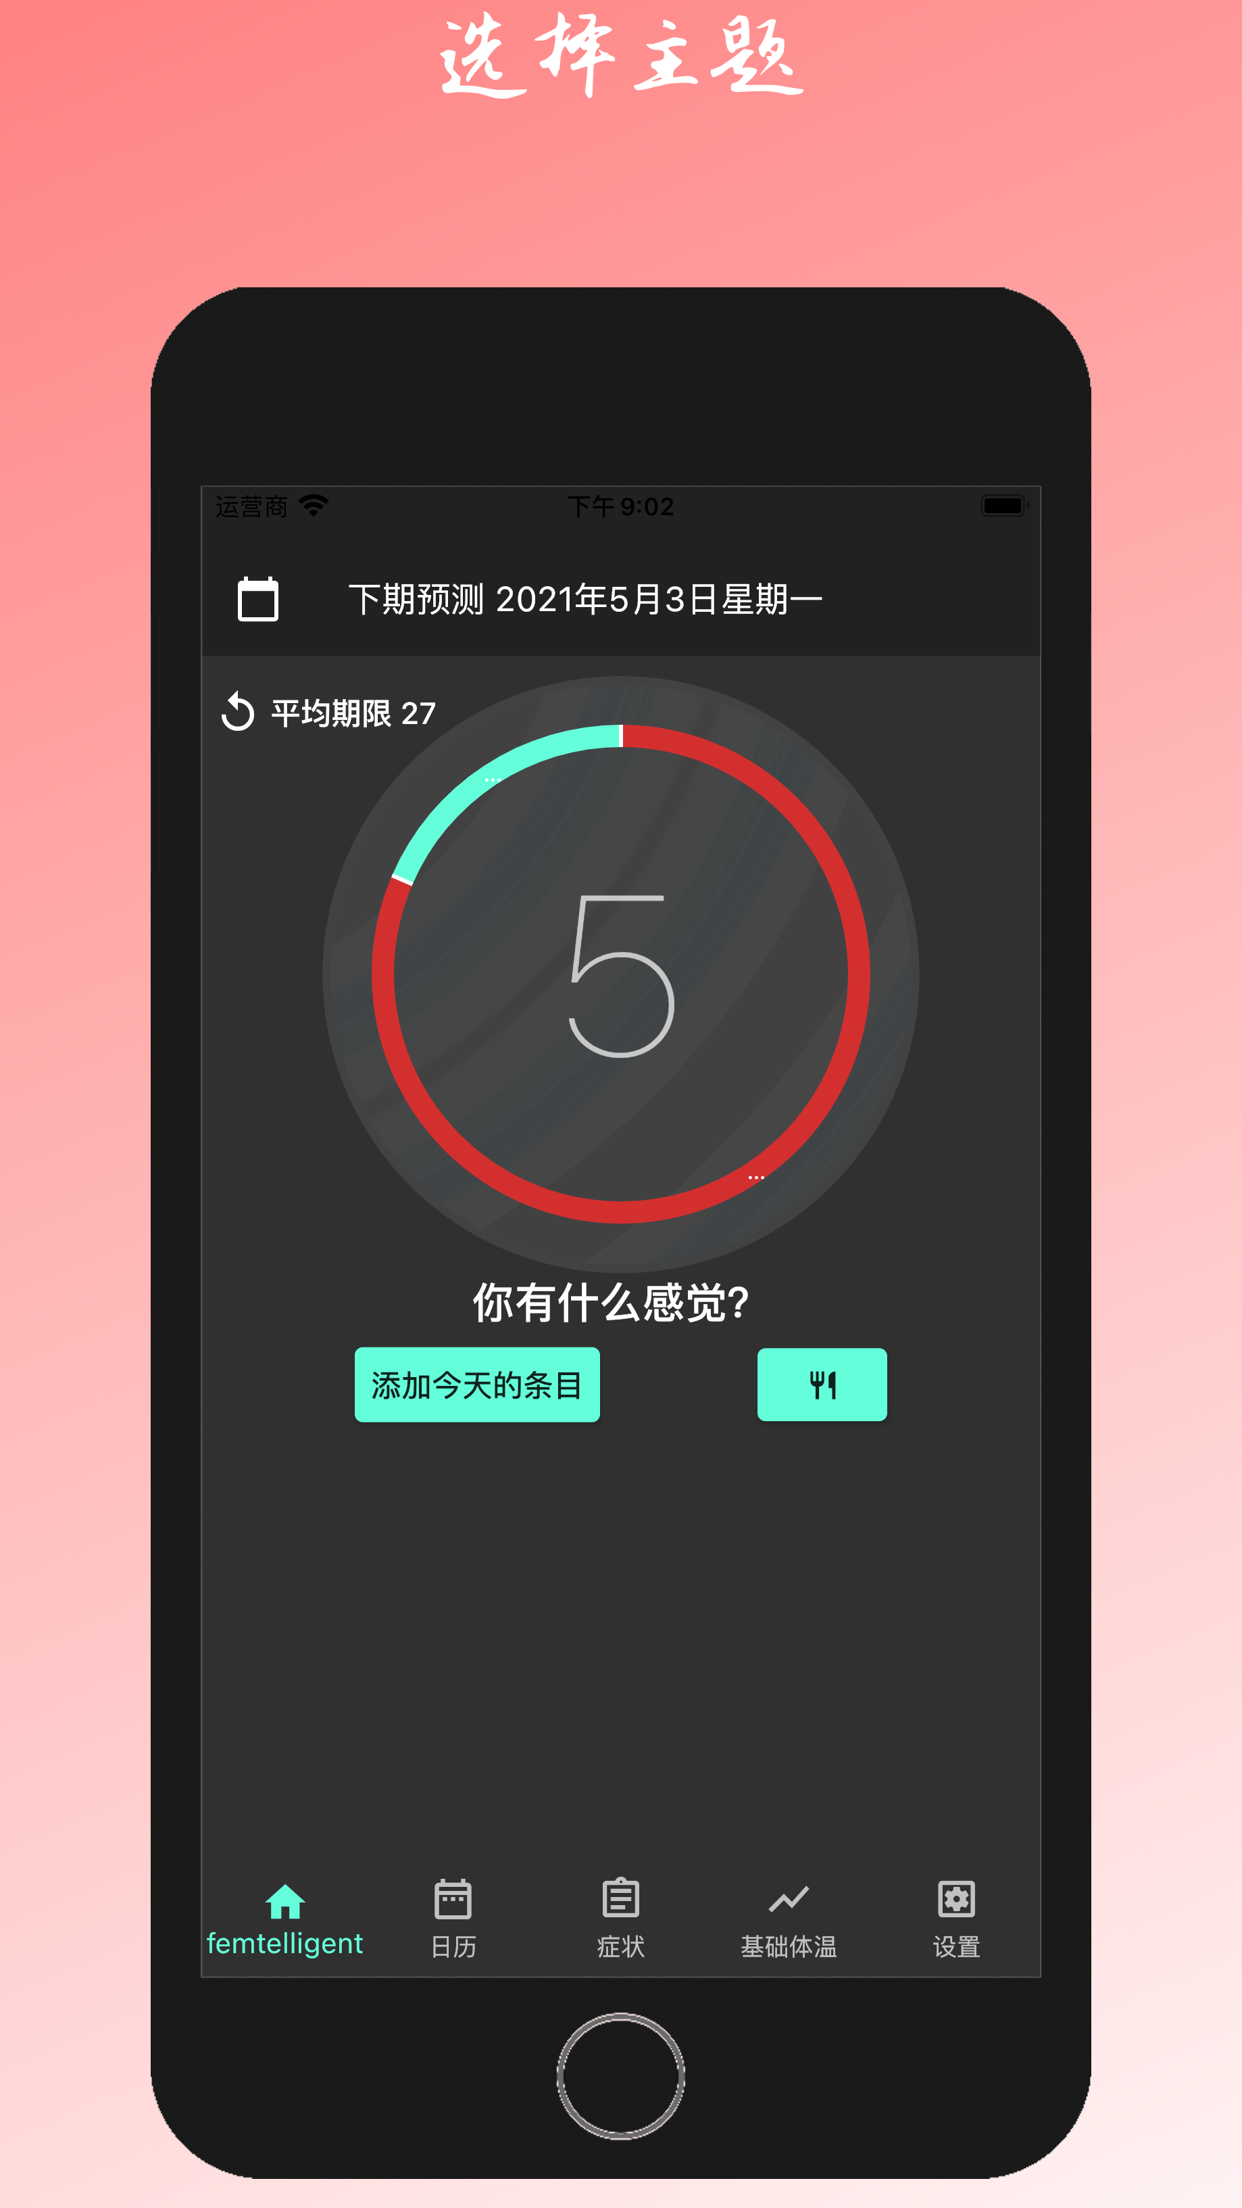 选择主题
运营商 下午9:02
下期预测 2021年5月3日星期一
平均期限 27
...
5
...
你有什么感觉?
添加今天的条目
femtelligent 日历 症状 基础体温 设置